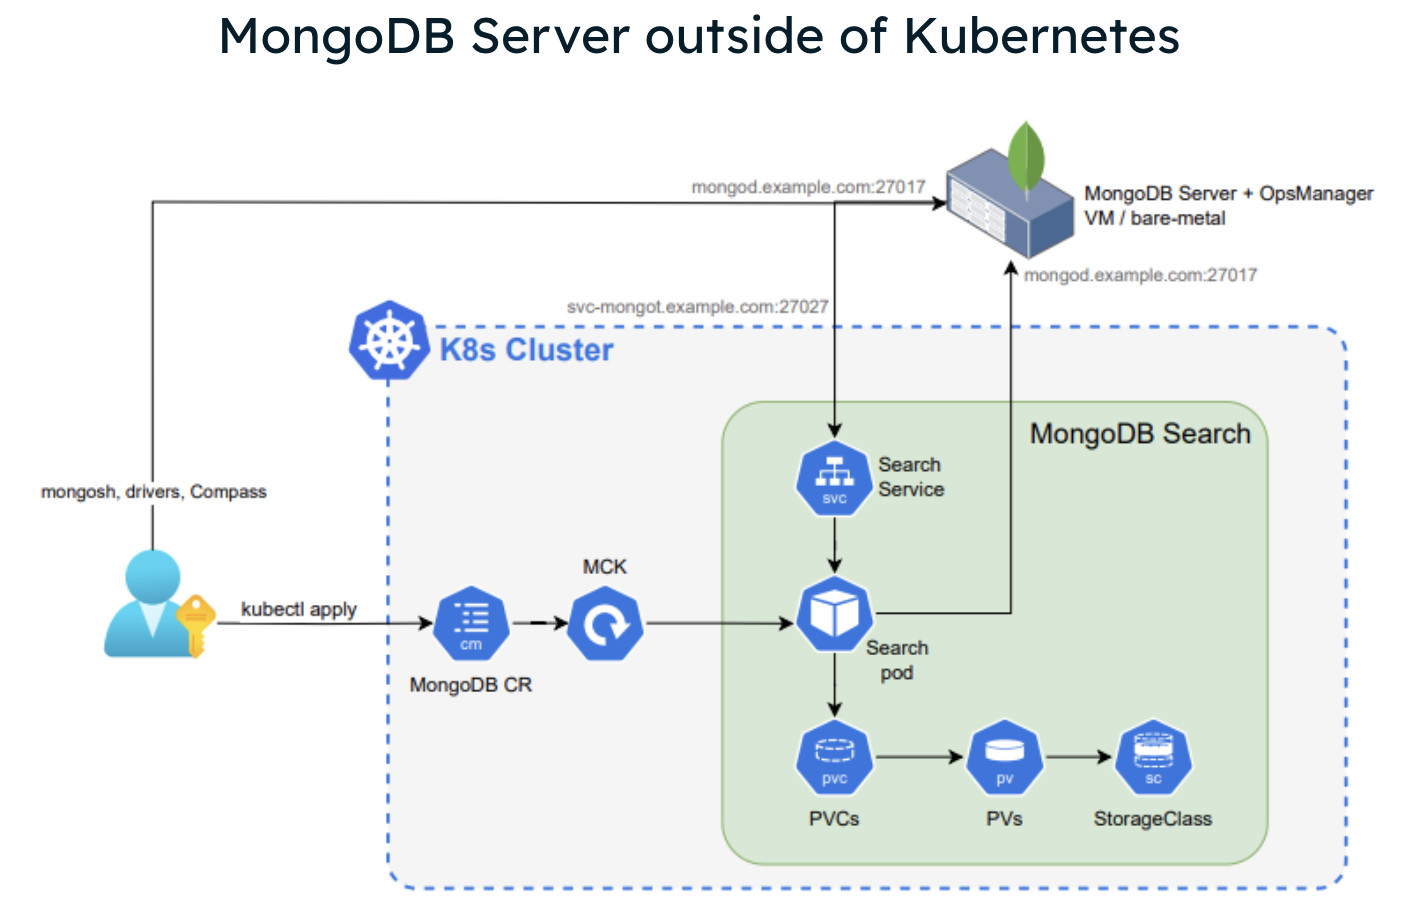 MongoDB Server outside of Kubernetes
mongod.example.com:27017
MongoDB Server + OpsManager
VM / bare-metal
mongod.example.com:27017
svc-mongot.example.com:27027
K8s Cluster
MongoDB Search
Search
Service
svc
mongosh, drivers, Compass
MCK
kubectl apply
cm
MongoDB CR
Search
pod
pvc
pv
sc
PVCs
PVs
StorageClass